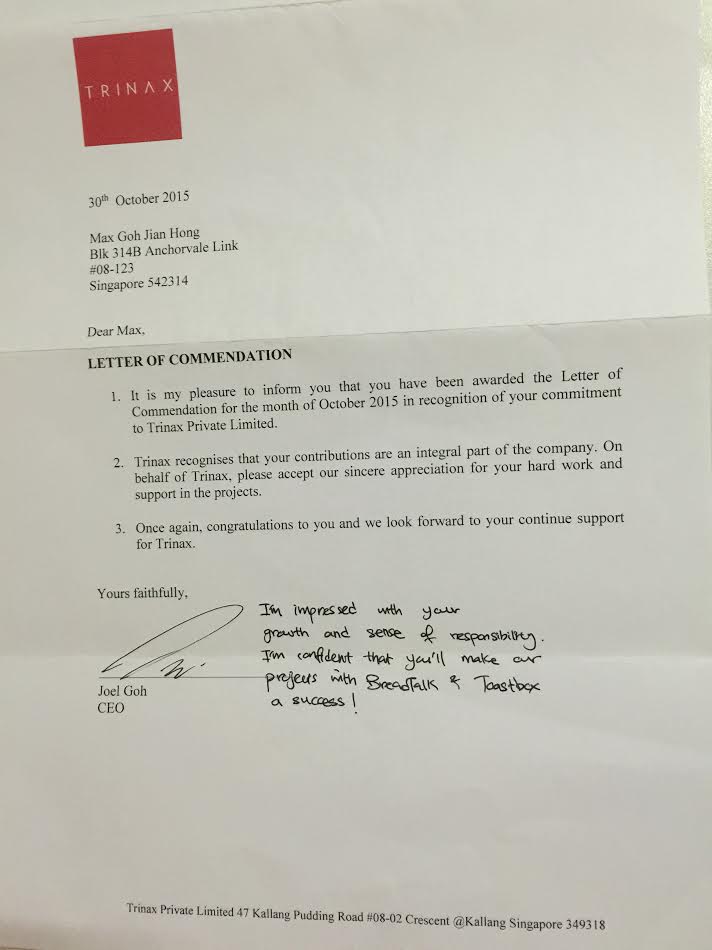 TRINAX
30th October 2015
Max Goh Jian Hong
Blk 314B Anchorvale Link
#08-123
Singapore 542314
Dear Max,
LETTER OF COMMENDATION
1. It is my pleasure to inform you that you have been awarded the Letter of
Commendation for the month of October 2015 in recognition of your commitment
to Trinax Private Limited.
2. Trinax recognises that your contributions are an integral part of the company. On
behalf of Trinax, please accept our sincere appreciation for your hard work and
support in the projects.
3. Once again, congratulations to you and we look forward to your continue support
for Trinax.
Yours faithfully,
I'm impressed with your
growth and sense of responsibility.
I'm confident that you'll make our
projects with BreadTalk & Toastbox
a success!
Joel Goh
CEO
Trinax Private Limited 47 Kallang Pudding Road #08-02 Crescent @Kallang Singapore 349318